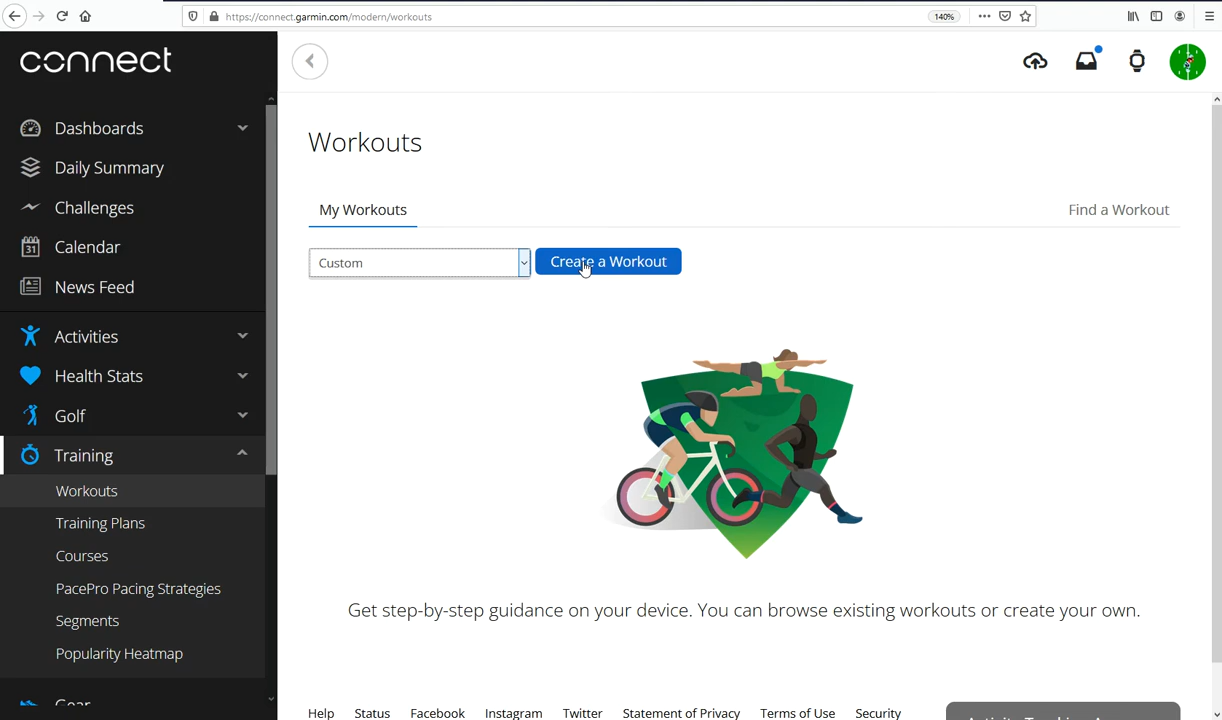 https://connect.garmin.com/modern/workouts
140%
connect
Dashboards
Daily Summary
Challenges
31
Calendar
News Feed
Activities
Health Stats
Golf
Training
Workouts
Training Plans
Courses
PacePro Pacing Strategies
Segments
Popularity Heatmap
Gear
Workouts
My Workouts
Find a Workout
Custom
Create a Workout
Get step-by-step guidance on your device. You can browse existing workouts or create your own.
Help Status Facebook Instagram Twitter Statement of Privacy Terms of Use Security